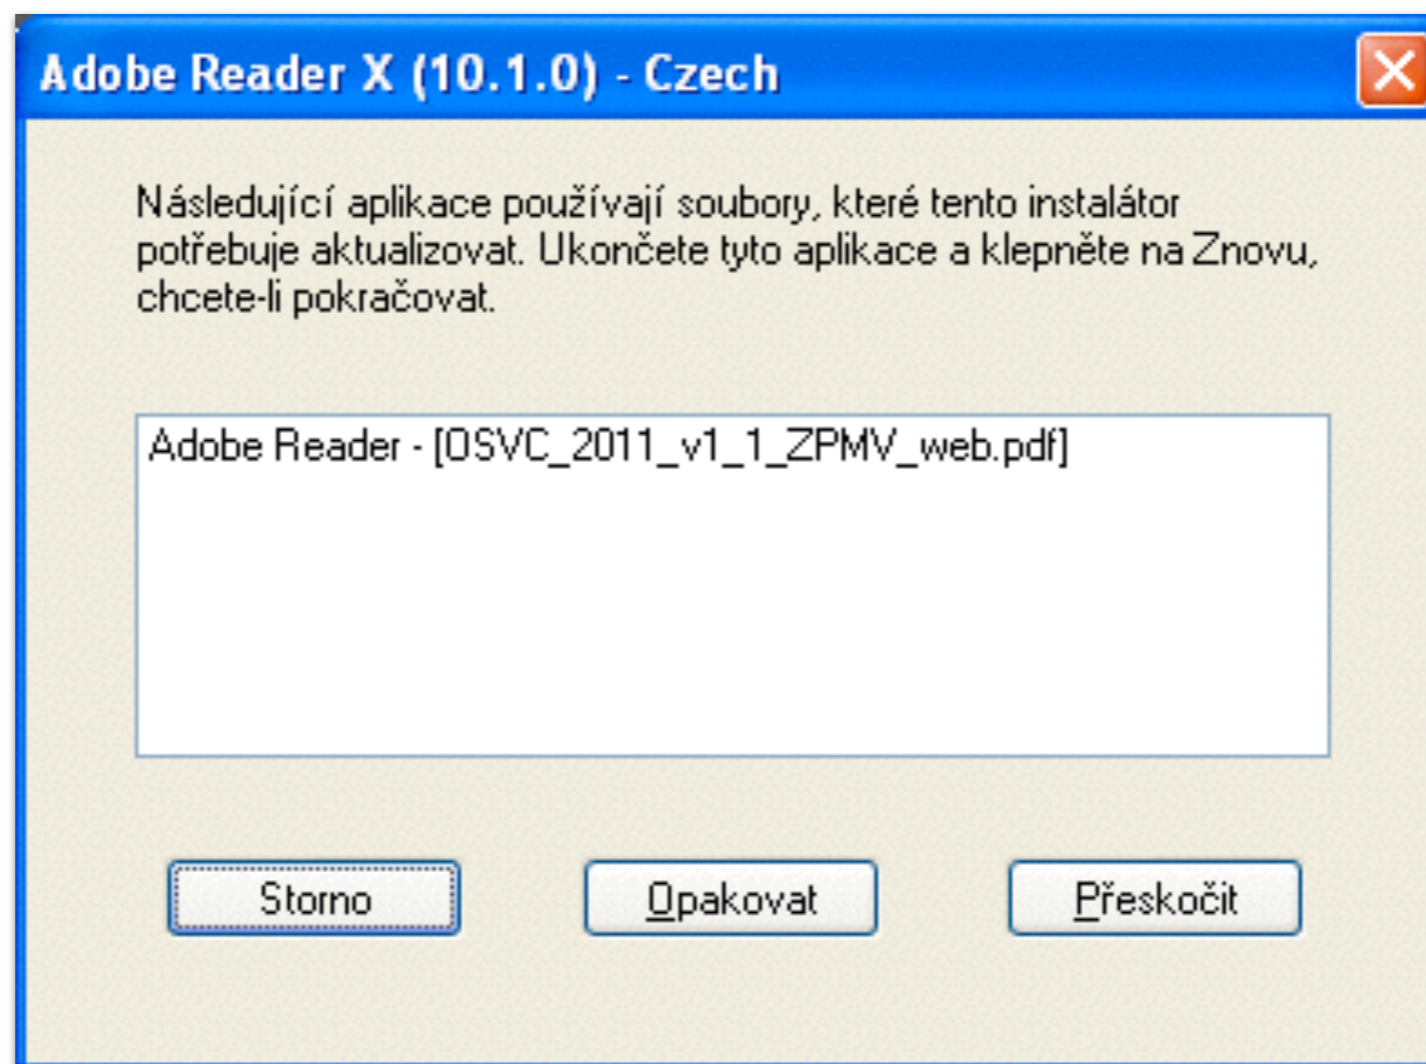 Adobe Reader X (10.1.0) - Czech
Následující aplikace používají soubory, které tento instalátor
potřebuje aktualizovat. Ukončete tyto aplikace a klepněte na Znovu,
chcete-li pokračovat.
Adobe Reader - [OSVC_2011_v1_1_ZPMV_web.pdf]
Storno Opakovat Přeskočit